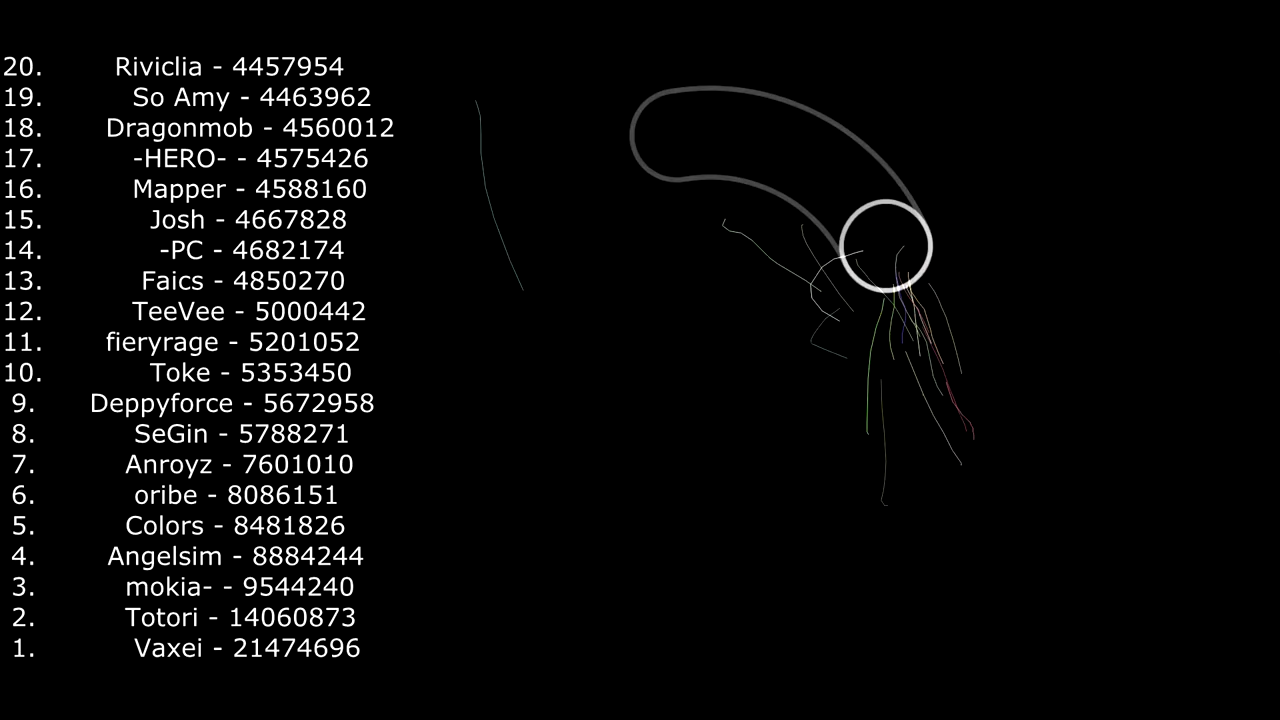 20. Riviclia - 4457954
19. So Amy - 4463962
18. Dragonmob - 4560012
17. -HERO- - 4575426
16. Mapper - 4588160
15. Josh - 4667828
14. -PC - 4682174
13. Faics - 4850270
12. TeeVee - 5000442
11. fieryrage - 5201052
10. Toke - 5353450
9. Deppyforce - 5672958
8. SeGin - 5788271
7. Anroyz - 7601010
6. oribe - 8086151
5. Colors - 8481826
4. Angelsim - 8884244
3. mokia- - 9544240
2. Totori - 14060873
1. Vaxei - 21474696